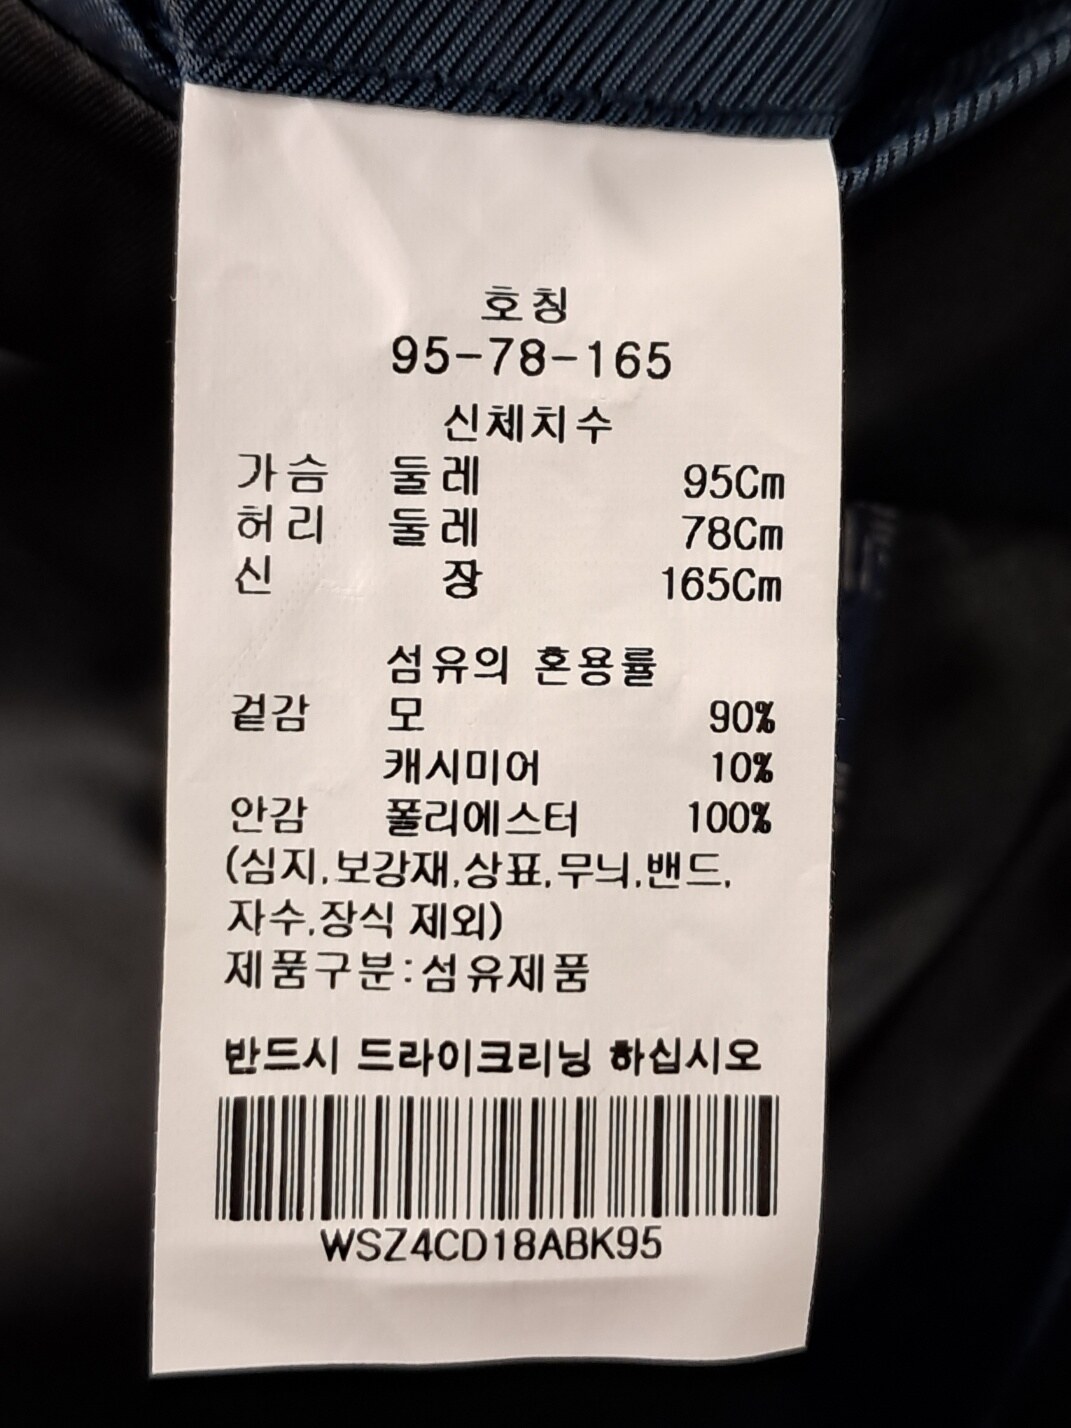 호칭
95-78-165
신체치수
가슴 둘레 95Cm
허리 둘레 78Cm
신 장 165Cm
섬유의 혼용률
겉감 모 90%
캐시미어 10%
안감 폴리에스터 100%
(심지,보강재,상표,무늬,밴드,
자수,장식 제외)
제품구분:섬유제품
반드시 드라이크리닝 하십시오
WSZ4CD18ABK95